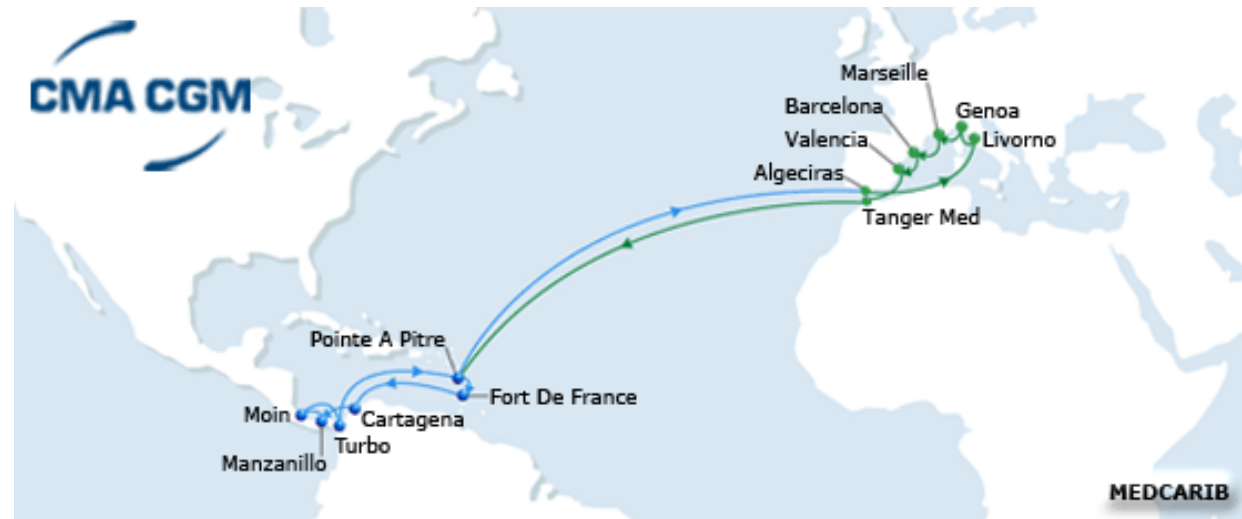 CMA CGM
Marseille
Genoa
Barcelona
Livorno
Valencia
Algeciras
Tanger Med
Pointe A Pitre
Fort De France
Moin
Cartagena
Turbo
Manzanillo
MEDCARIB